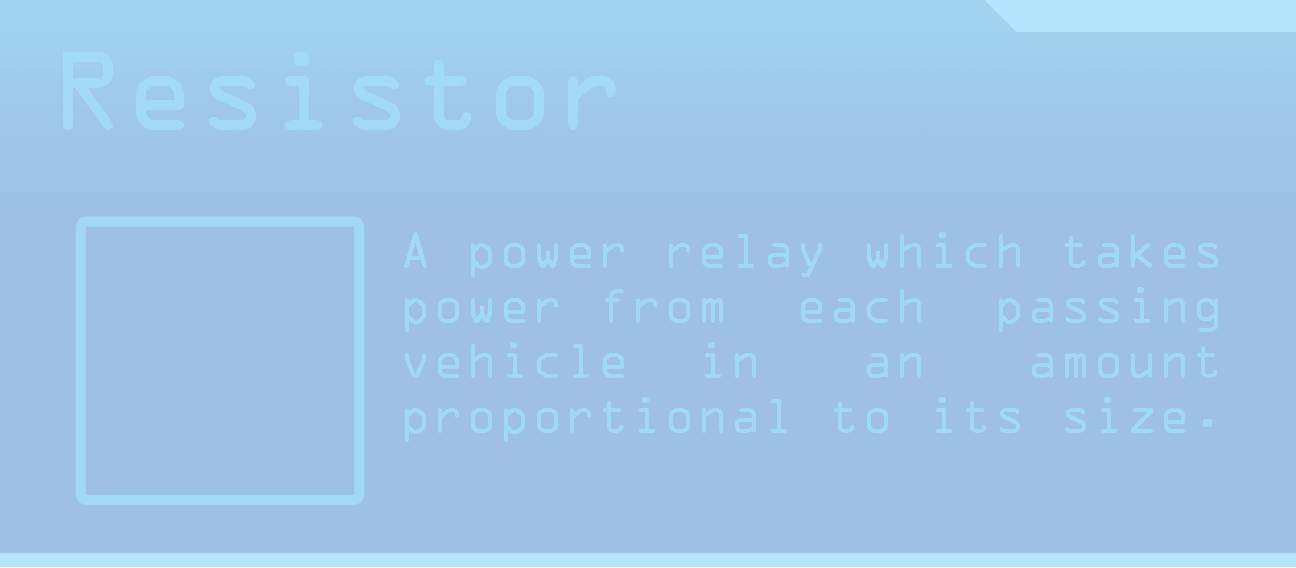 Resistor
A power relay which takes
power from each passing
vehicle in an amount
proportional to its size.